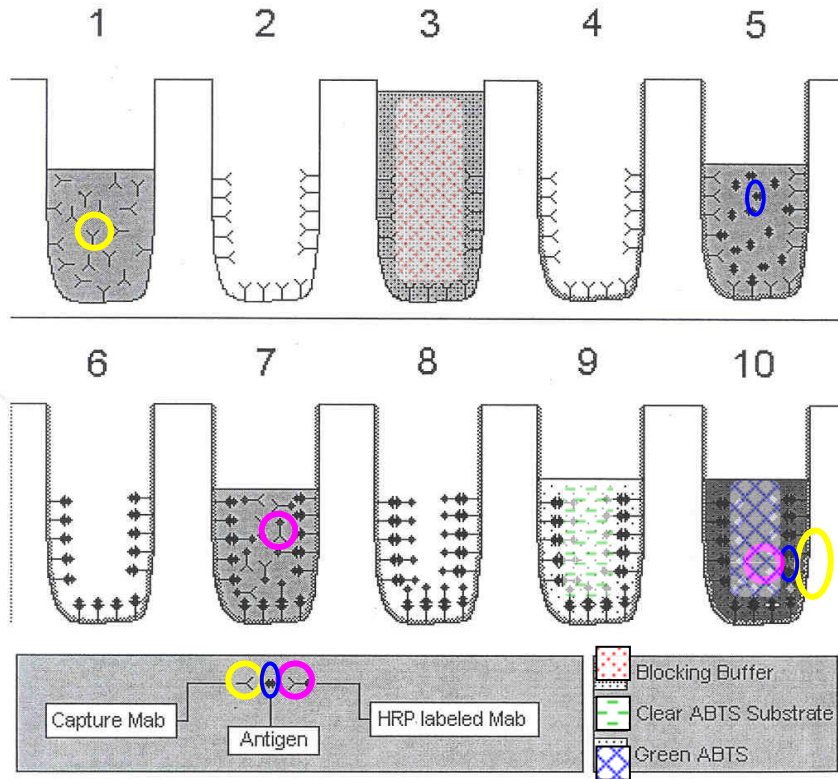 1 2 3 4 5
6 7 8 9 10
Capture Mab
Antigen
HRP labeled Mab
Blocking Buffer
Clear ABTS Substrate
Green ABTS